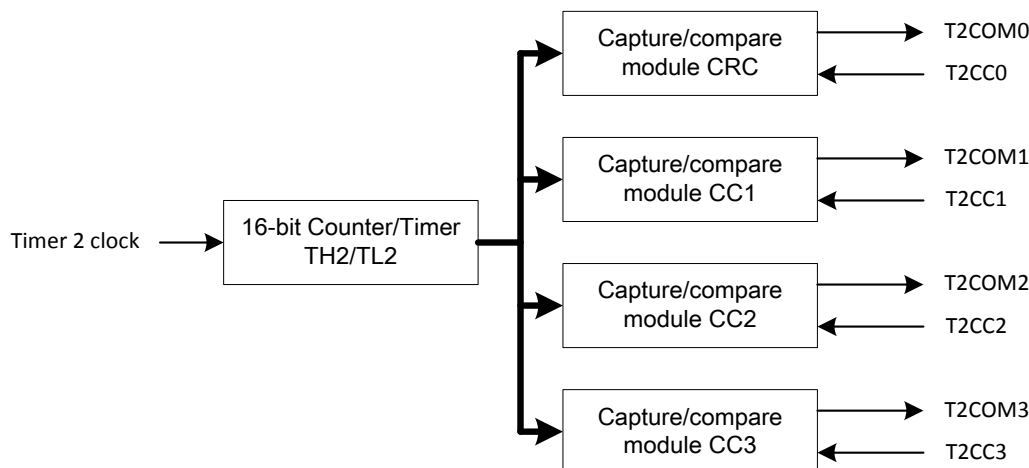 Capture/compare
module CRC
T2COM0
T2CC0
Capture/compare
module CC1
T2COM1
T2CC1
Timer 2 clock
16-bit Counter/Timer
TH2/TL2
Capture/compare
module CC2
T2COM2
T2CC2
Capture/compare
module CC3
T2COM3
T2CC3